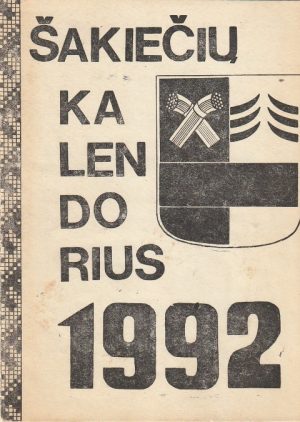 ŠAKIEČIŲ
KA
LEN
DO
RIUS
1992